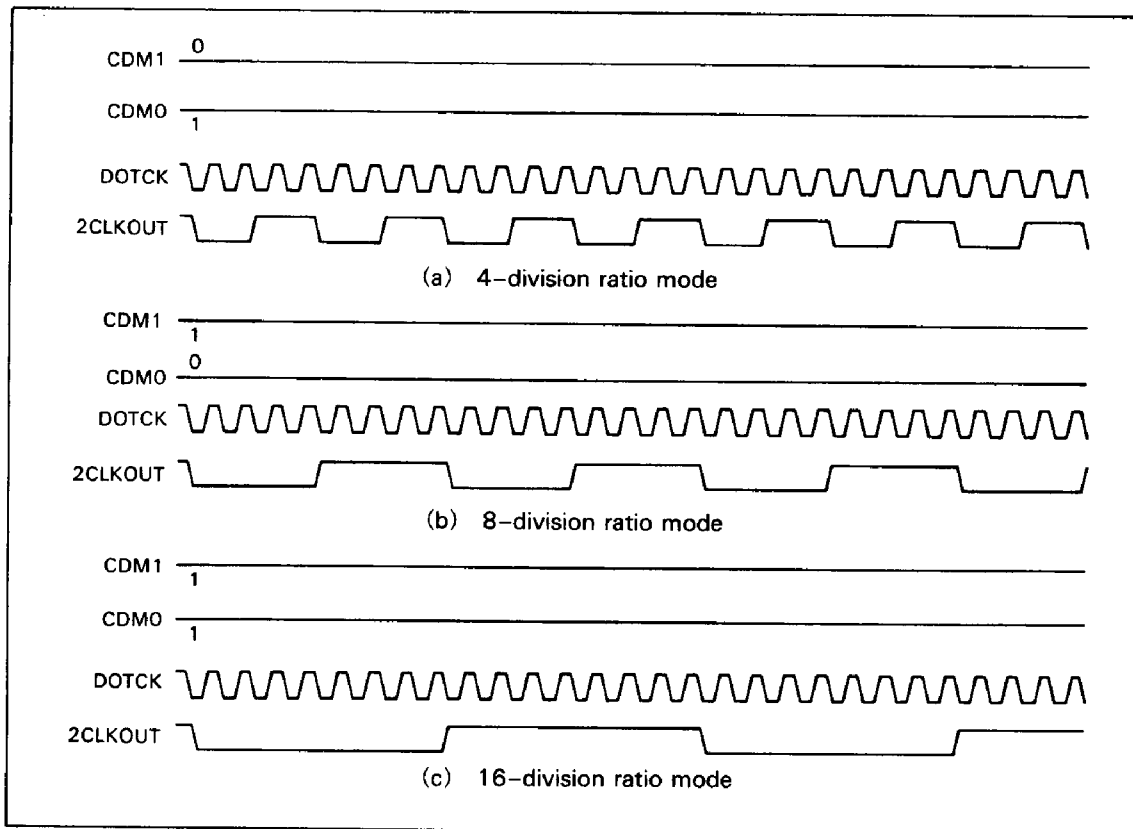 0
CDM1
CDM0
1
DOTCK
2CLKOUT
(a) 4-division ratio mode
CDM1
1
0
CDM0
DOTCK
2CLKOUT
(b) 8-division ratio mode
CDM1
1
CDM0
1
DOTCK
2CLKOUT
(c) 16-division ratio mode